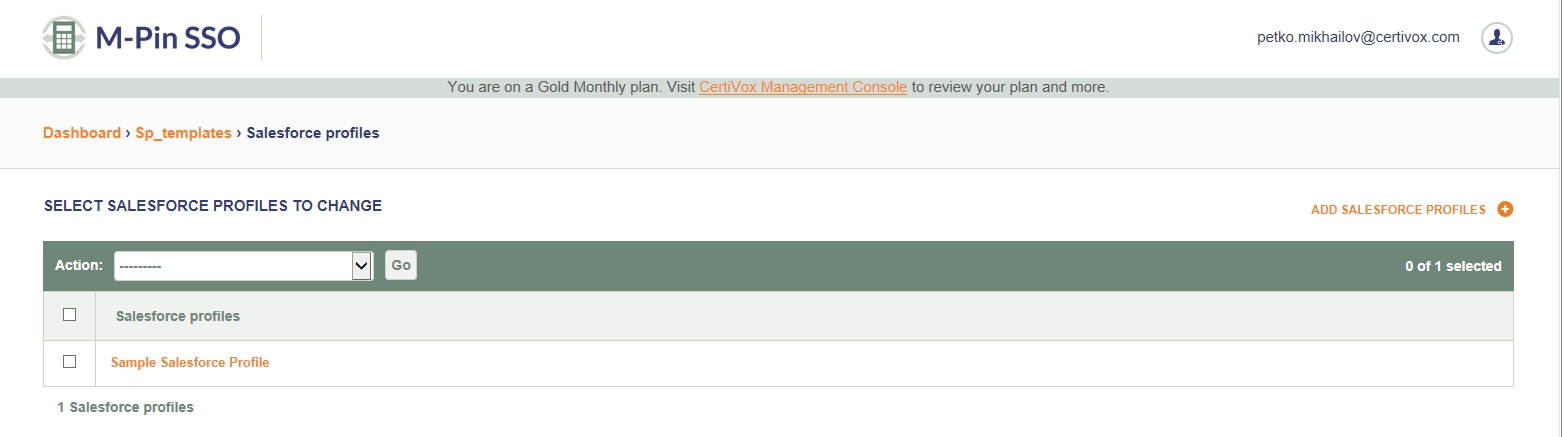 M-Pin SSO
petko.mikhailov@certivox.com
You are on a Gold Monthly plan. Visit CertiVox Management Console to review your plan and more.
Dashboard › Sp_templates › Salesforce profiles
SELECT SALESFORCE PROFILES TO CHANGE
ADD SALESFORCE PROFILES
Action: --------- Go 0 of 1 selected
Salesforce profiles
Sample Salesforce Profile
1 Salesforce profiles